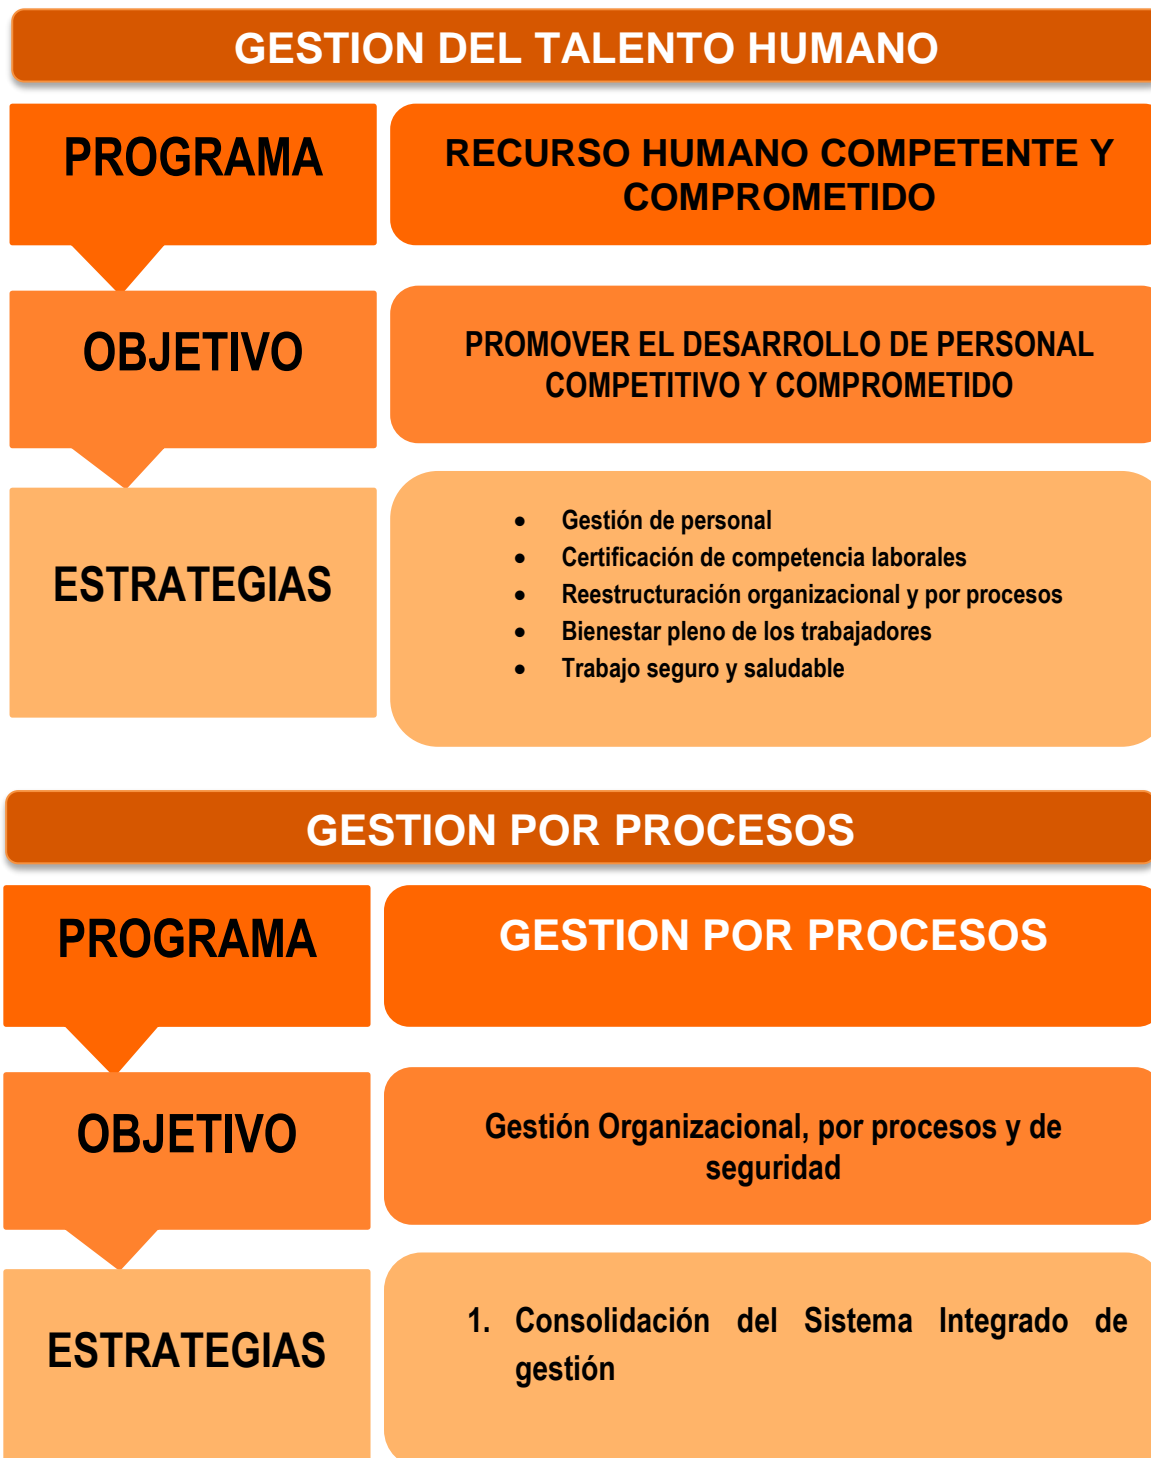 GESTION DEL TALENTO HUMANO
PROGRAMA
RECURSO HUMANO COMPETENTE Y
COMPROMETIDO
OBJETIVO
PROMOVER EL DESARROLLO DE PERSONAL
COMPETITIVO Y COMPROMETIDO
ESTRATEGIAS
• Gestión de personal
• Certificación de competencia laborales
• Reestructuración organizacional y por procesos
• Bienestar pleno de los trabajadores
• Trabajo seguro y saludable
GESTION POR PROCESOS
PROGRAMA
GESTION POR PROCESOS
OBJETIVO
Gestión Organizacional, por procesos y de
seguridad
ESTRATEGIAS
1. Consolidación del Sistema Integrado de
gestión